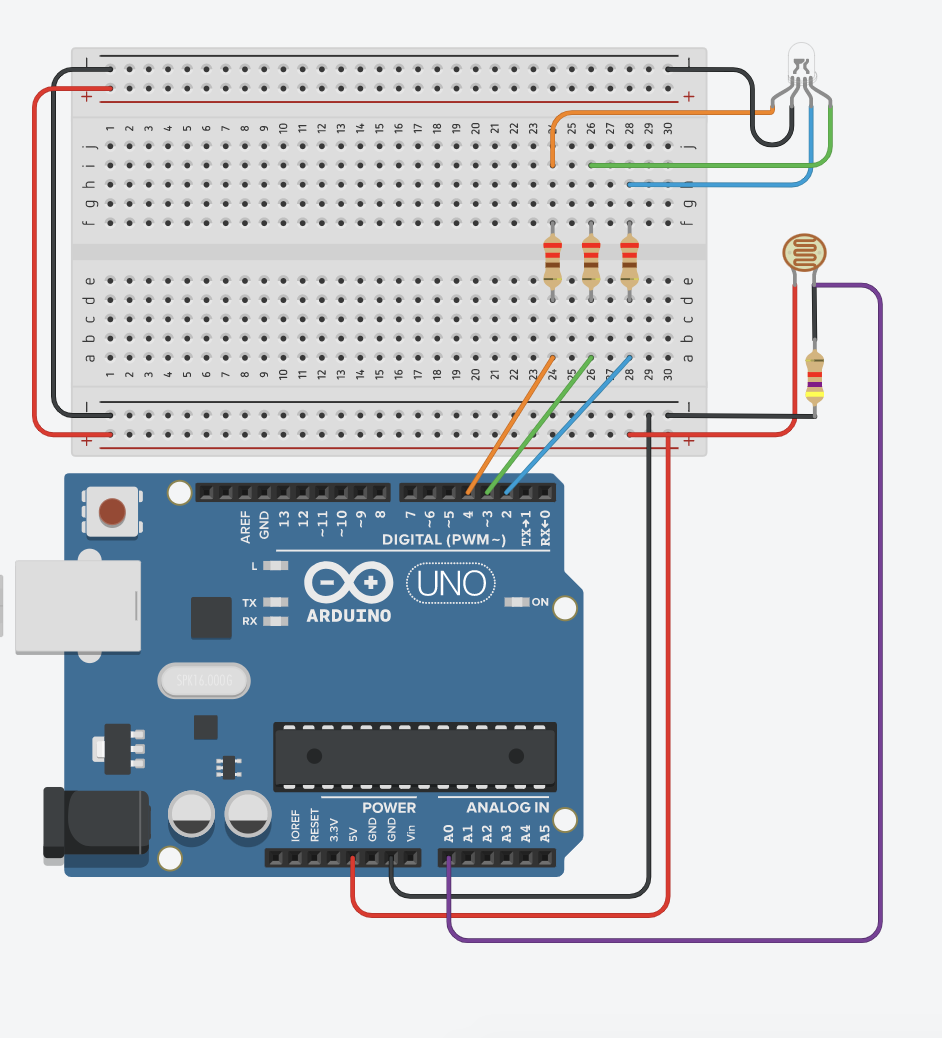 − −
+ +
1 2 3 4 5 6 7 8 9 10 11 12 13 14 15 16 17 18 19 20 21 22 23 24 25 26 27 28 29 30
j j
i i
h h
g g
f f
e e
d d
c c
b b
a a
1 2 3 4 5 6 7 8 9 10 11 12 13 14 15 16 17 18 19 20 21 22 23 24 25 26 27 28 29 30
− −
+ +
AREF GND 13 12 ~11 ~10 ~9 8 7 ~6 ~5 4 ~3 2 TX→1 RX←0
DIGITAL (PWM~)
L
TX
RX
ARDUINO
UNO
ON
SPK16.000G
POWER
ANALOG IN
IOREF RESET 3.3V 5V GND GND Vin A0 A1 A2 A3 A4 A5